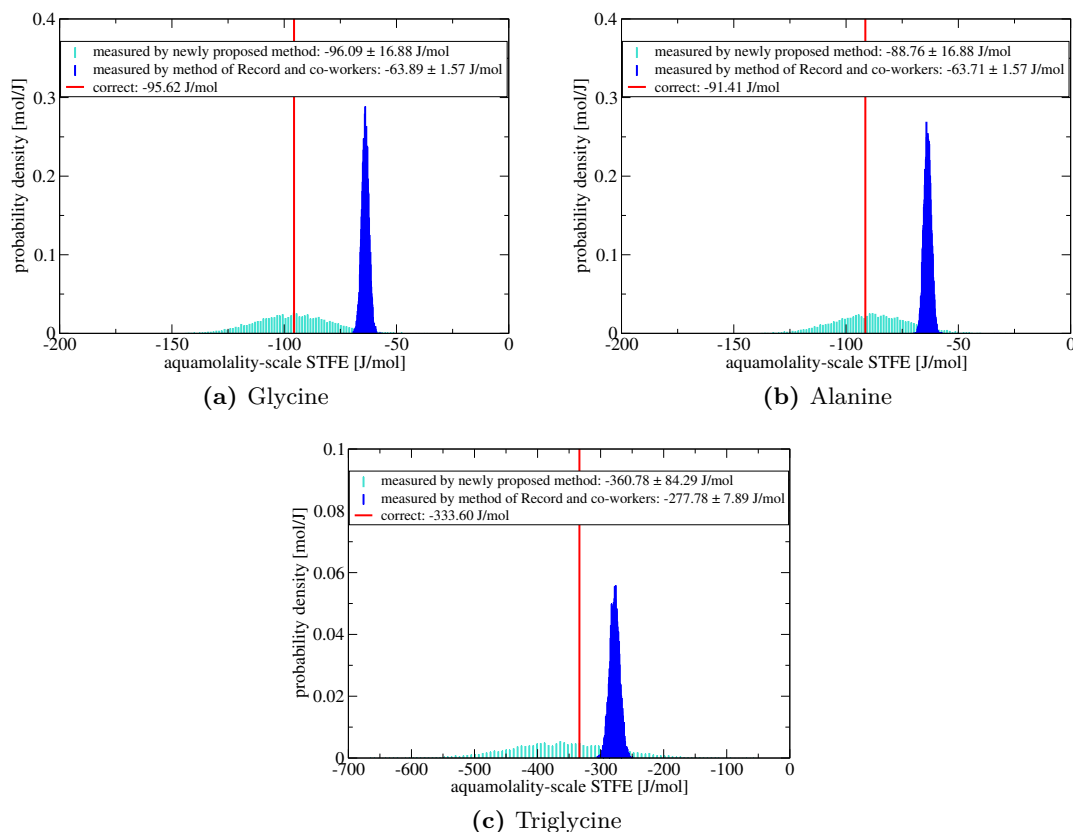 0.4
measured by newly proposed method: -96.09 ± 16.88 J/mol
measured by method of Record and co-workers: -63.89 ± 1.57 J/mol
correct: -95.62 J/mol
0.3
0.2
0.1
0
probability density [mol/J]
-200 -150 -100 -50 0
aquamolality-scale STFE [J/mol]
(a) Glycine
0.4
measured by newly proposed method: -88.76 ± 16.88 J/mol
measured by method of Record and co-workers: -63.71 ± 1.57 J/mol
correct: -91.41 J/mol
0.3
0.2
0.1
0
probability density [mol/J]
-200 -150 -100 -50 0
aquamolality-scale STFE [J/mol]
(b) Alanine
0.1
measured by newly proposed method: -360.78 ± 84.29 J/mol
measured by method of Record and co-workers: -277.78 ± 7.89 J/mol
correct: -333.60 J/mol
0.08
0.06
0.04
0.02
0
probability density [mol/J]
-700 -600 -500 -400 -300 -200 -100 0
aquamolality-scale STFE [J/mol]
(c) Triglycine